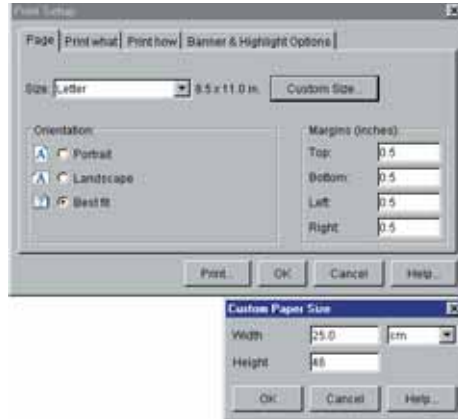 Print Setup
Page Print what Print how Banner & Highlight Options
Size: Letter 8.5 x 11.0 in. Custom Size...
Orientation Margins (inches)
A Portrait Top: 0.5
A Landscape Bottom: 0.5
? Best fit Left: 0.5
Right: 0.5
Print... OK Cancel Help...
Custom Paper Size
Width 25.0 cm
Height 46
OK Cancel Help...